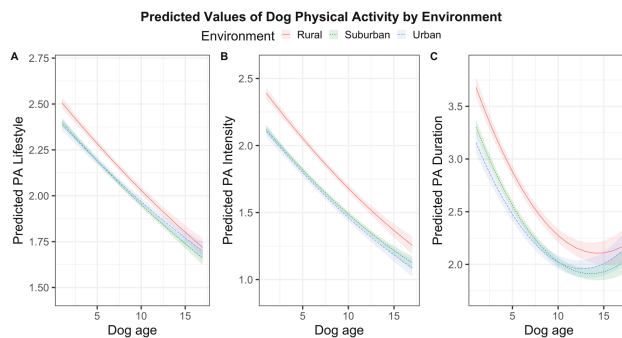 Predicted Values of Dog Physical Activity by Environment
Environment Rural Suburban Urban
A
Predicted PA Lifestyle
2.75
2.50
2.25
2.00
1.75
1.50
5 10 15
Dog age
B
Predicted PA Intensity
2.5
2.0
1.5
1.0
5 10 15
Dog age
C
Predicted PA Duration
3.5
3.0
2.5
2.0
5 10 15
Dog age